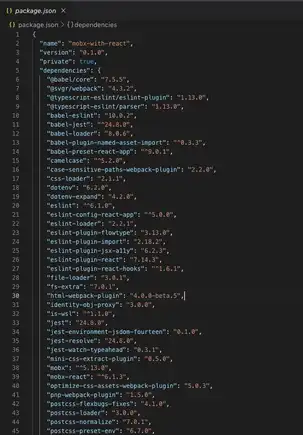 package.json ×
package.json > dependencies
1 {
2 "name": "mobx-with-react",
3 "version": "0.1.0",
4 "private": true,
5 "dependencies": {
6 "@babel/core": "7.5.5",
7 "@svgr/webpack": "4.3.2",
8 "@typescript-eslint/eslint-plugin": "1.13.0",
9 "@typescript-eslint/parser": "1.13.0",
10 "babel-eslint": "10.0.2",
11 "babel-jest": "^24.8.0",
12 "babel-loader": "8.0.6",
13 "babel-plugin-named-asset-import": "^0.3.3",
14 "babel-preset-react-app": "^9.0.1",
15 "camelcase": "^5.2.0",
16 "case-sensitive-paths-webpack-plugin": "2.2.0",
17 "css-loader": "2.1.1",
18 "dotenv": "6.2.0",
19 "dotenv-expand": "4.2.0",
20 "eslint": "^6.1.0",
21 "eslint-config-react-app": "^5.0.0",
22 "eslint-loader": "2.2.1",
23 "eslint-plugin-flowtype": "3.13.0",
24 "eslint-plugin-import": "2.18.2",
25 "eslint-plugin-jsx-a11y": "6.2.3",
26 "eslint-plugin-react": "7.14.3",
27 "eslint-plugin-react-hooks": "^1.6.1",
28 "file-loader": "3.0.1",
29 "fs-extra": "7.0.1",
30 "html-webpack-plugin": "4.0.0-beta.5",
31 "identity-obj-proxy": "3.0.0",
32 "is-wsl": "^1.1.0",
33 "jest": "24.8.0",
34 "jest-environment-jsdom-fourteen": "0.1.0",
35 "jest-resolve": "24.8.0",
36 "jest-watch-typeahead": "0.3.1",
37 "mini-css-extract-plugin": "0.5.0",
38 "mobx": "^5.13.0",
39 "mobx-react": "^6.1.3",
40 "optimize-css-assets-webpack-plugin": "5.0.3",
41 "pnp-webpack-plugin": "1.5.0",
42 "postcss-flexbugs-fixes": "4.1.0",
43 "postcss-loader": "3.0.0",
44 "postcss-normalize": "7.0.1",
45 "postcss-preset-env": "6.7.0",